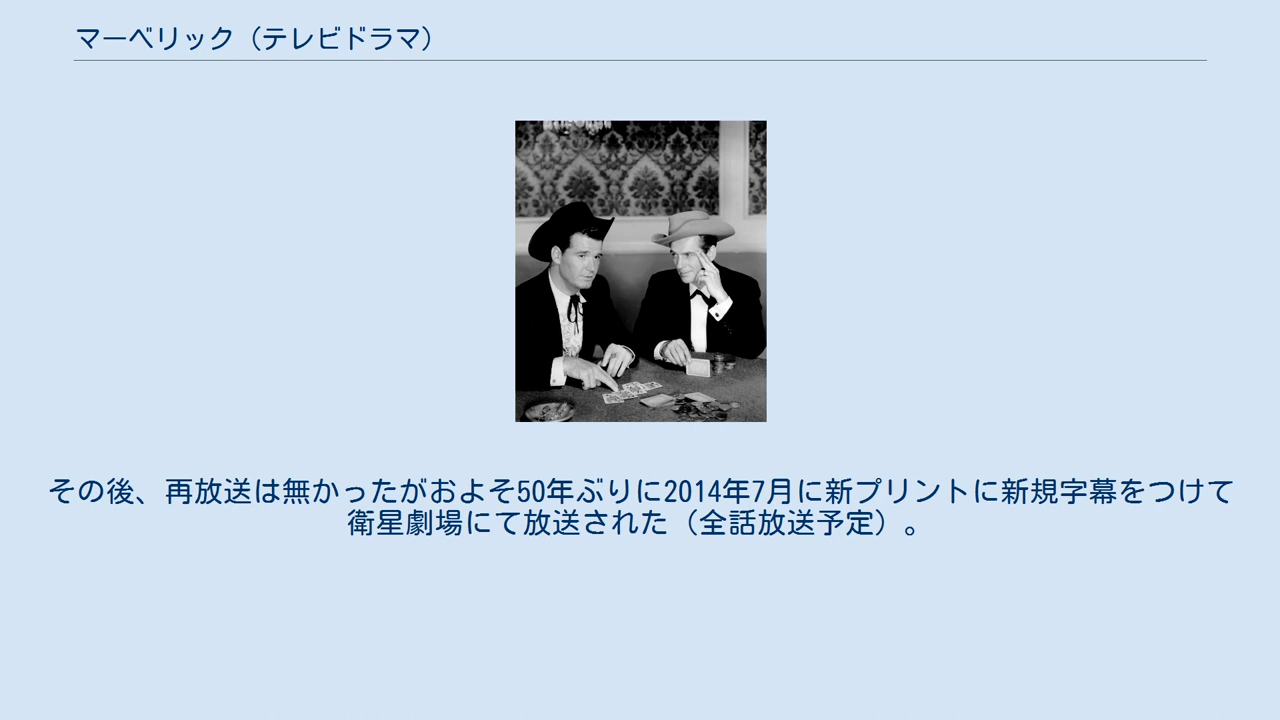 マーベリック（テレビドラマ）
その後、再放送は無かったがおよそ50年ぶりに2014年7月に新プリントに新規字幕をつけて
衛星劇場にて放送された（全話放送予定）。